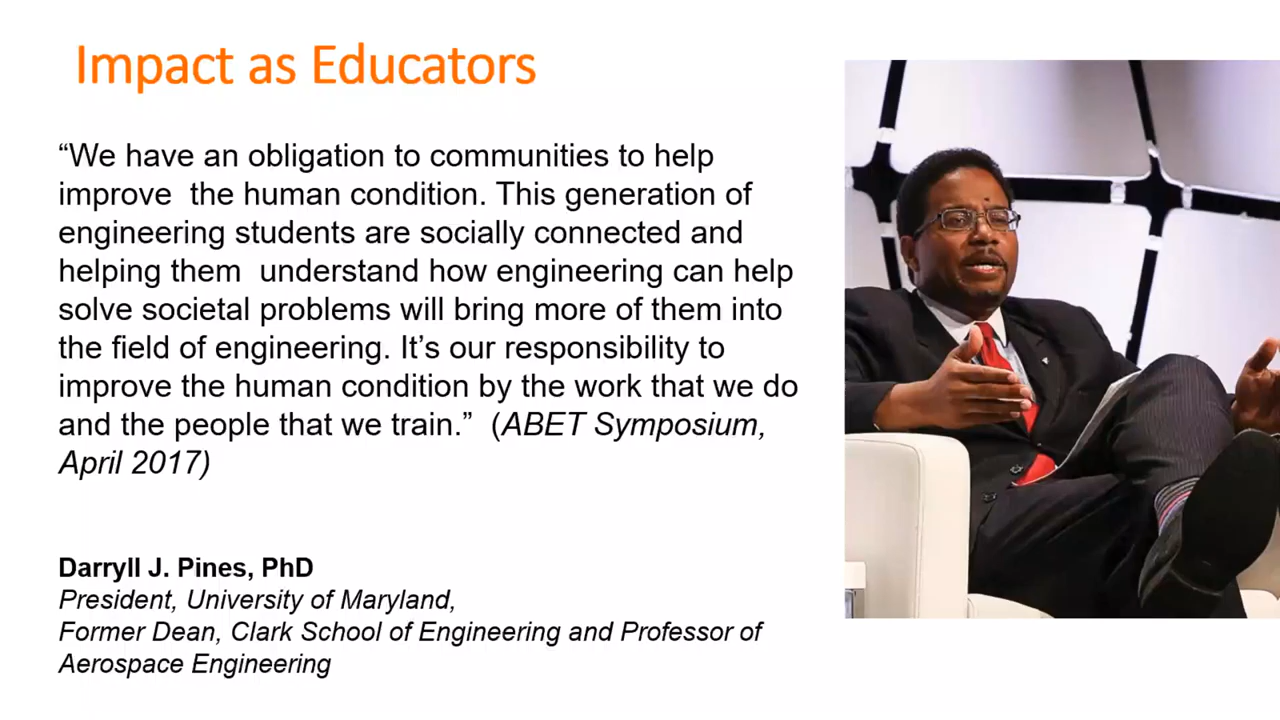 Impact as Educators
“We have an obligation to communities to help
improve  the human condition. This generation of
engineering students are socially connected and
helping them  understand how engineering can help
solve societal problems will bring more of them into
the field of engineering. It’s our responsibility to
improve the human condition by the work that we do
and the people that we train.”  (ABET Symposium,
April 2017)
Darryll J. Pines, PhD
President, University of Maryland,
Former Dean, Clark School of Engineering and Professor of
Aerospace Engineering